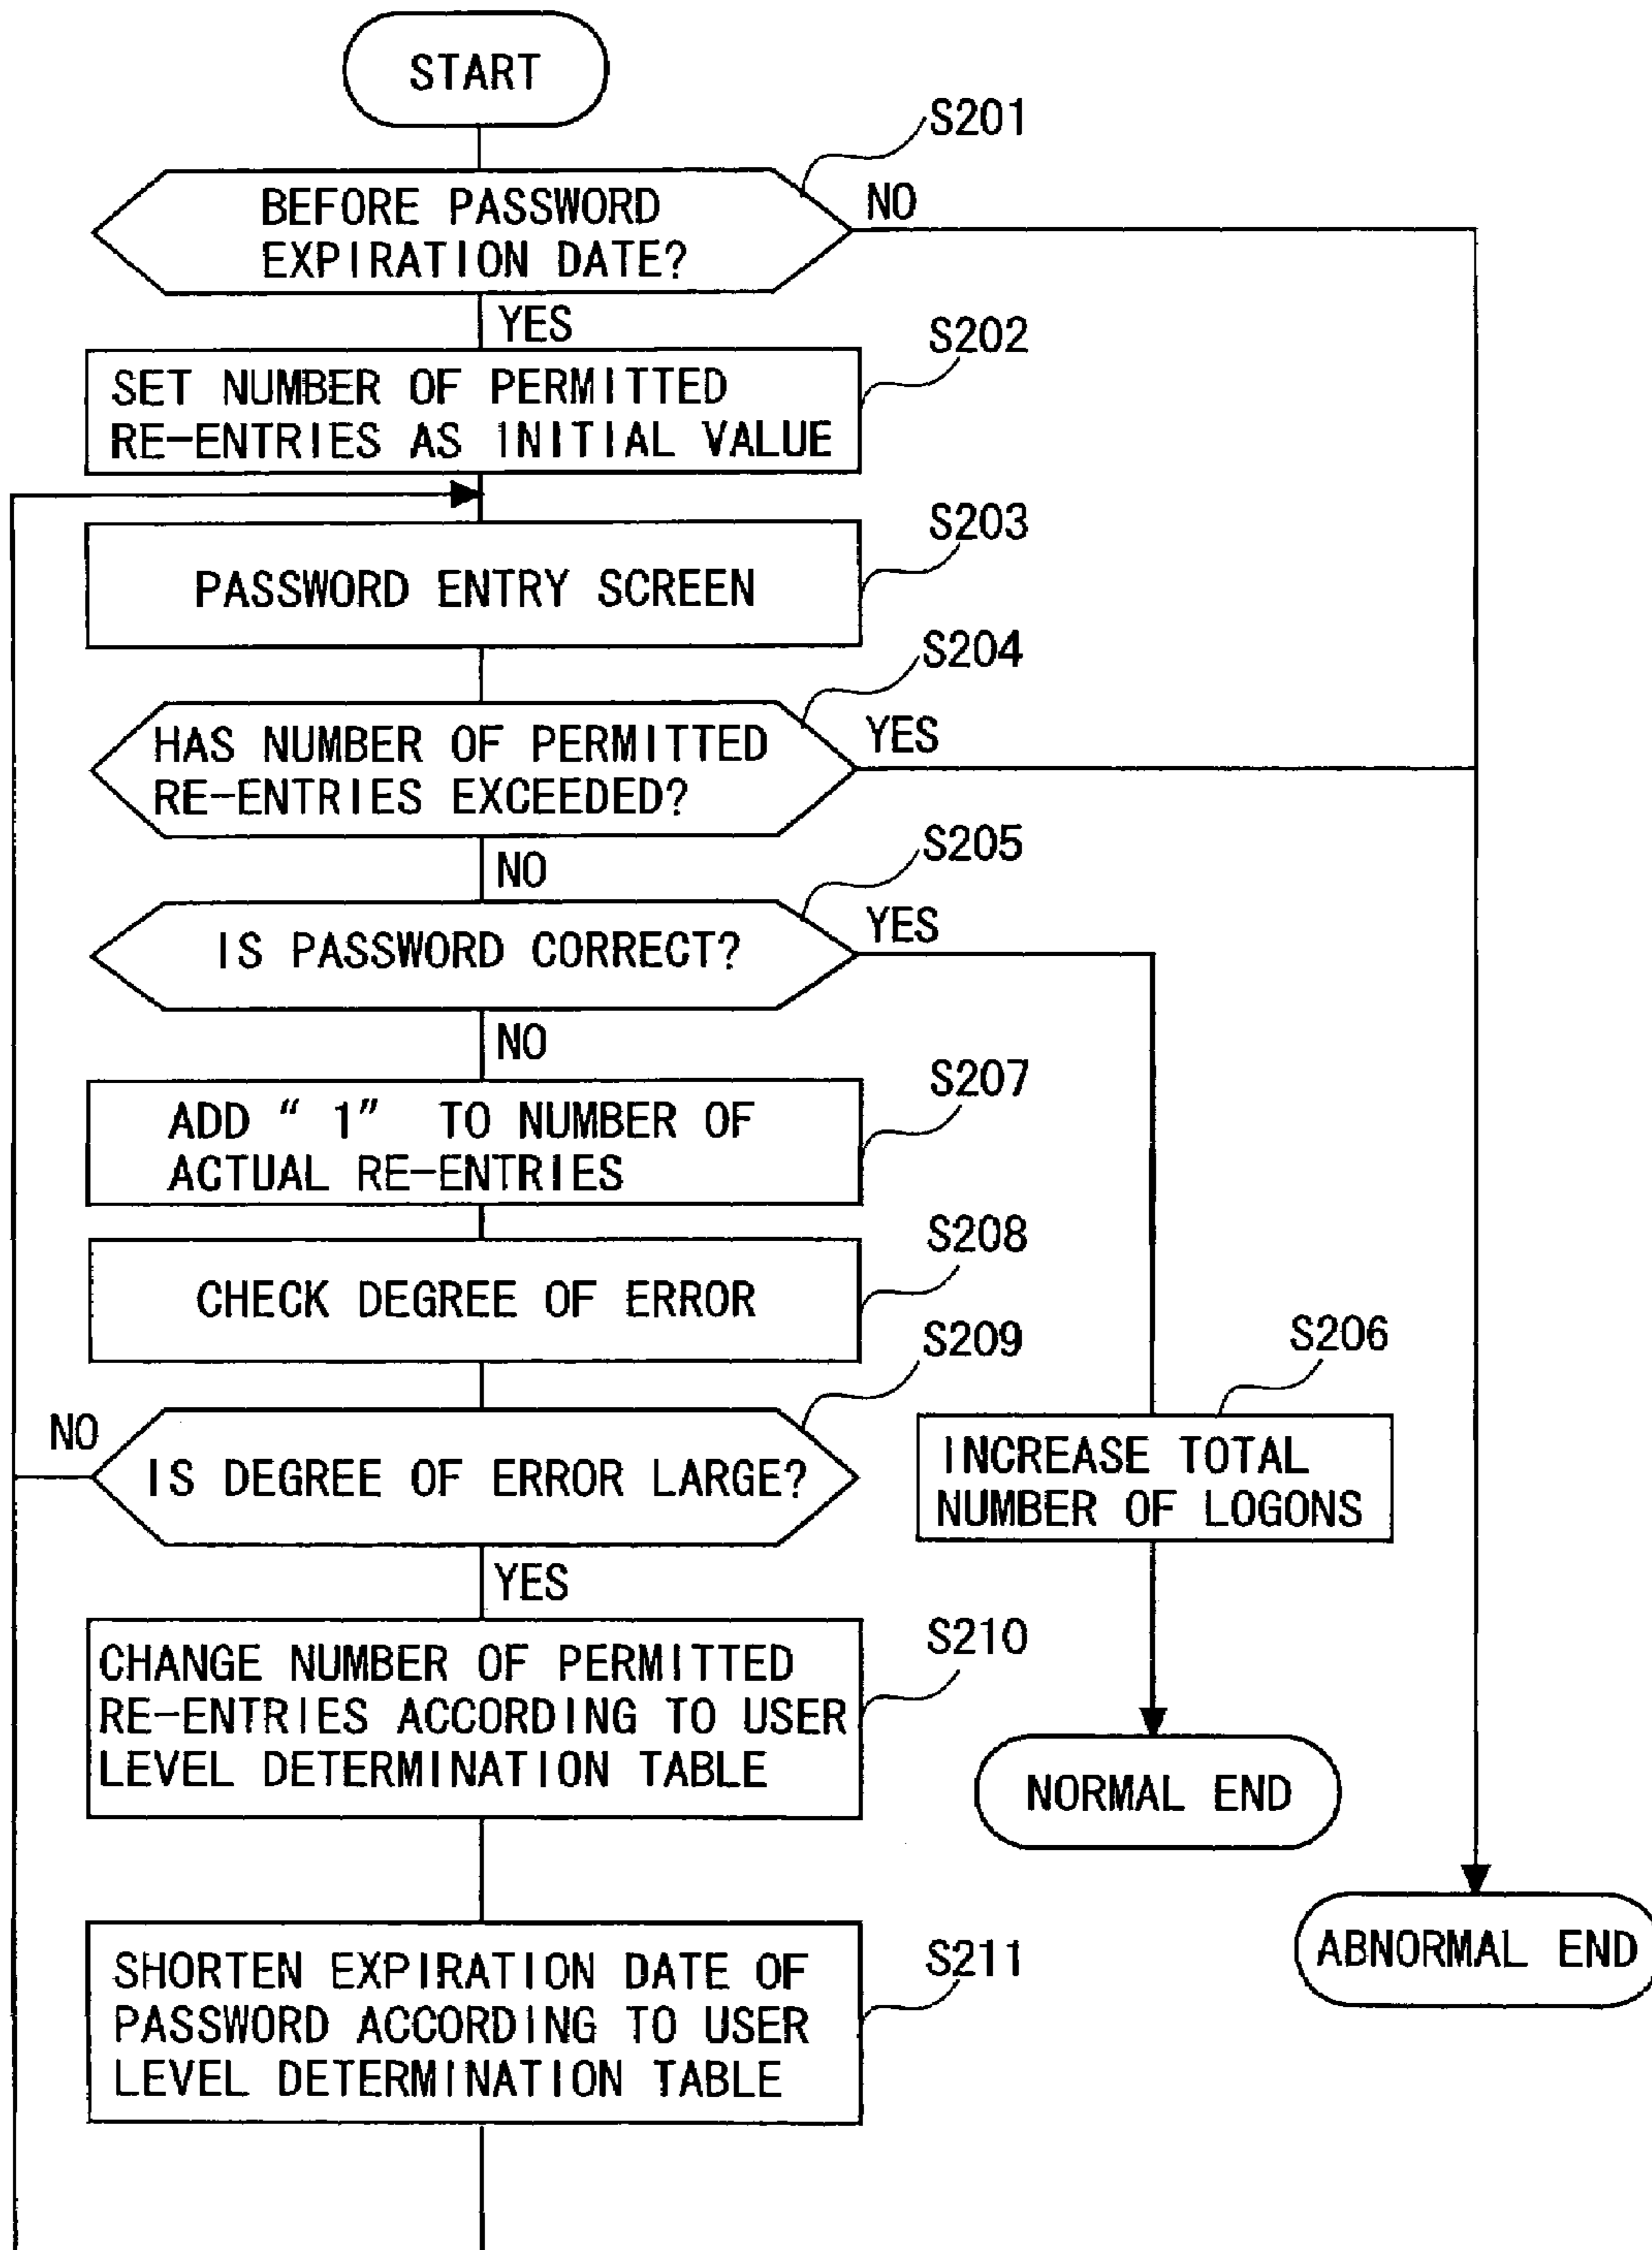 START
S201
BEFORE PASSWORD
EXPIRATION DATE?
NO
YES
S202
SET NUMBER OF PERMITTED
RE-ENTRIES AS INITIAL VALUE
S203
PASSWORD ENTRY SCREEN
S204
HAS NUMBER OF PERMITTED
RE-ENTRIES EXCEEDED?
YES
NO
S205
IS PASSWORD CORRECT?
YES
NO
S207
ADD " 1" TO NUMBER OF
ACTUAL RE-ENTRIES
S208
CHECK DEGREE OF ERROR
S209
NO
IS DEGREE OF ERROR LARGE?
YES
S206
INCREASE TOTAL
NUMBER OF LOGONS
S210
CHANGE NUMBER OF PERMITTED
RE-ENTRIES ACCORDING TO USER
LEVEL DETERMINATION TABLE
NORMAL END
S211
SHORTEN EXPIRATION DATE OF
PASSWORD ACCORDING TO USER
LEVEL DETERMINATION TABLE
ABNORMAL END